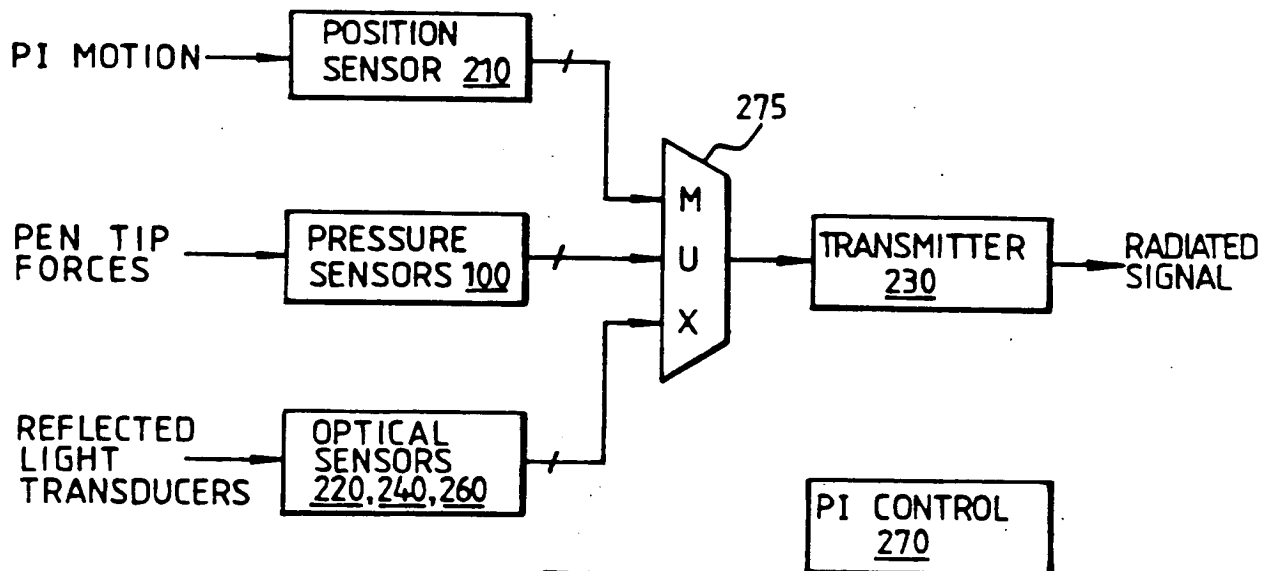 PI MOTION
POSITION
SENSOR 210
275
PEN TIP
FORCES
PRESSURE
SENSORS 100
M
U
X
TRANSMITTER
230
RADIATED
SIGNAL
REFLECTED
LIGHT
TRANSDUCERS
OPTICAL
SENSORS
220, 240, 260
PI CONTROL
270